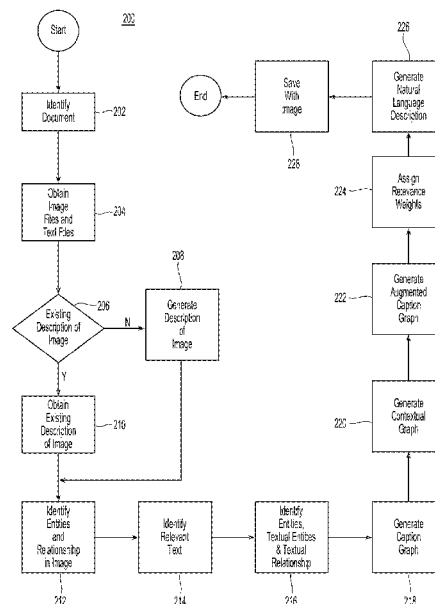 200
Start
Identify
Document
202
Obtain
Image
Files and
Text Files
204
206
Existing
Description of
Image
N
Y
208
Generate
Description
of
Image
Obtain
Existing
Description
of Image
210
Identify
Entities
and
Relationship
in Image
212
Identify
Relevant
Text
214
Identify
Entities,
Textual Entities
& Textual
Relationship
216
Generate
Caption
Graph
218
Generate
Contextual
Graph
220
Generate
Augmented
Caption
Graph
222
Assign
Relevance
Weights
224
Generate
Natural
Language
Description
226
Save
With
Image
228
End